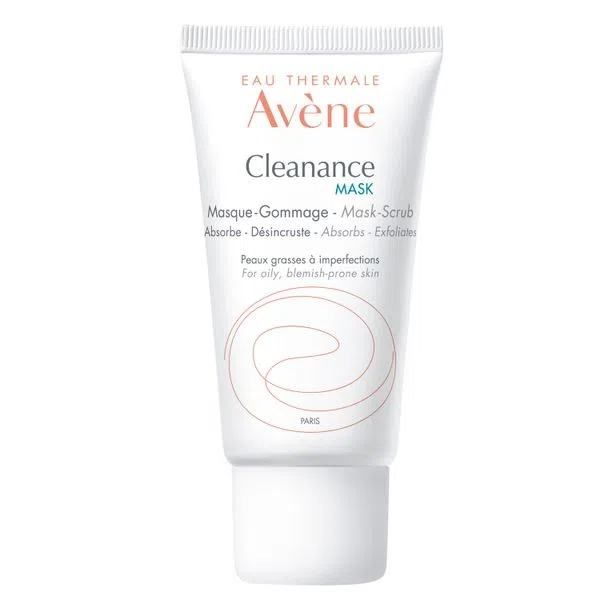 EAU THERMALE
Avène
Cleanance
MASK
Masque-Gommage - Mask-Scrub
Absorbe - Désincruste - Absorbs - Exfoliates
Peaux grasses à imperfections
For oily, blemish-prone skin
PARIS